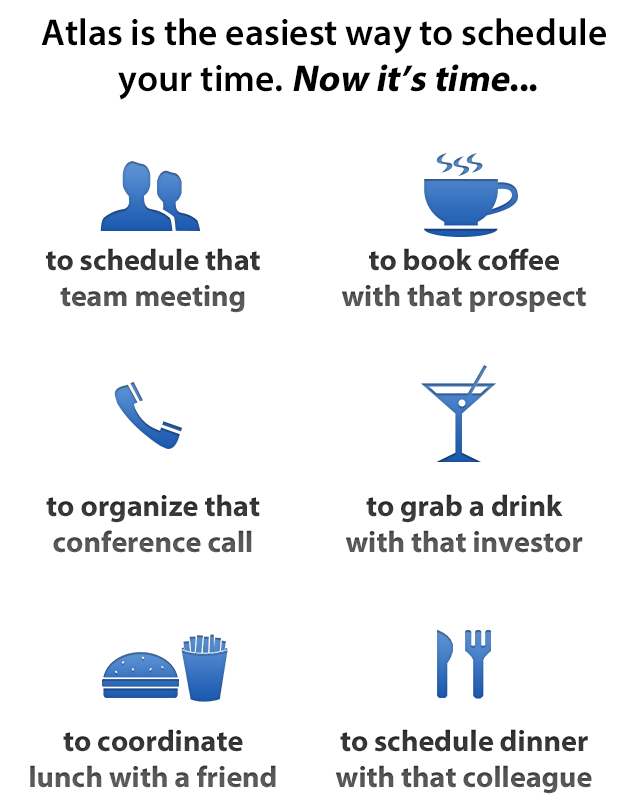 Atlas is the easiest way to schedule
your time. Now it's time...
to schedule that
team meeting
to book coffee
with that prospect
to organize that
conference call
to grab a drink
with that investor
to coordinate
lunch with a friend
to schedule dinner
with that colleague